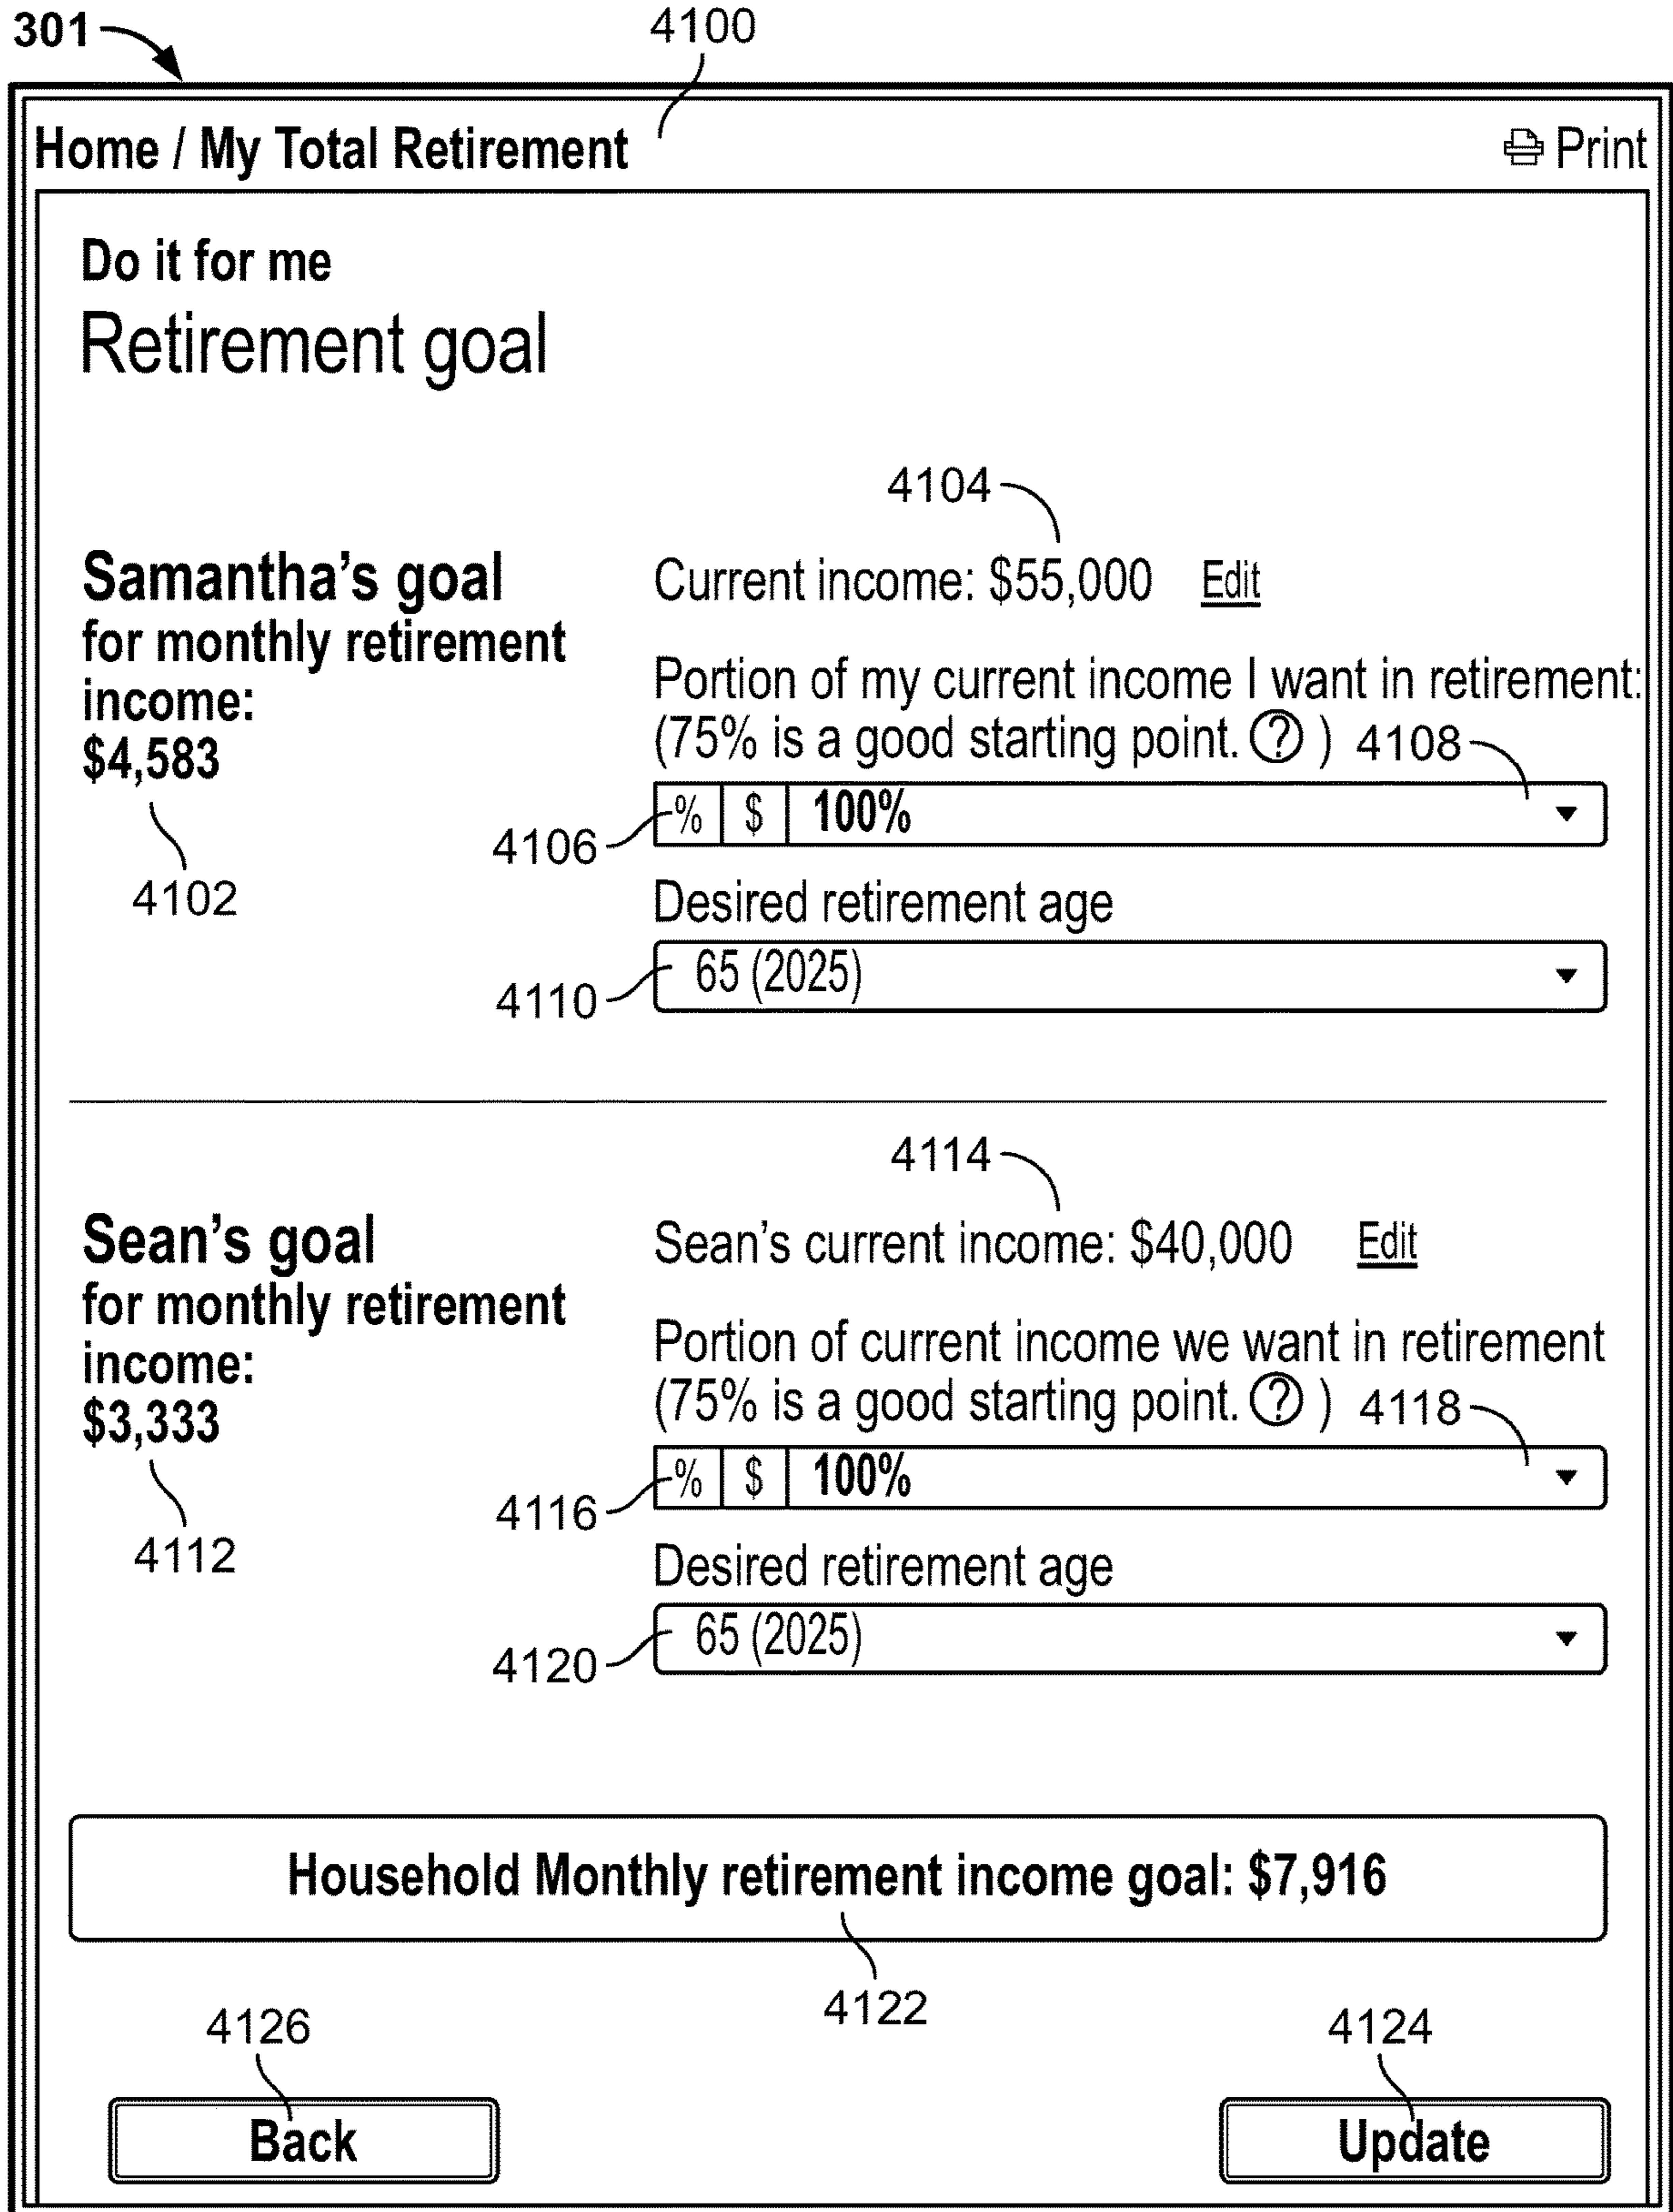 301
4100
Home / My Total Retirement
Print
Do it for me
Retirement goal
4104
Samantha's goal
for monthly retirement
income:
$4,583
4102
Current income: $55,000 Edit
Portion of my current income I want in retirement:
(75% is a good starting point. ? ) 4108
4106
% $ 100%
Desired retirement age
4110
65 (2025)
4114
Sean's goal
for monthly retirement
income:
$3,333
4112
Sean's current income: $40,000 Edit
Portion of current income we want in retirement
(75% is a good starting point. ? ) 4118
4116
% $ 100%
Desired retirement age
4120
65 (2025)
Household Monthly retirement income goal: $7,916
4122
4126
4124
Back
Update